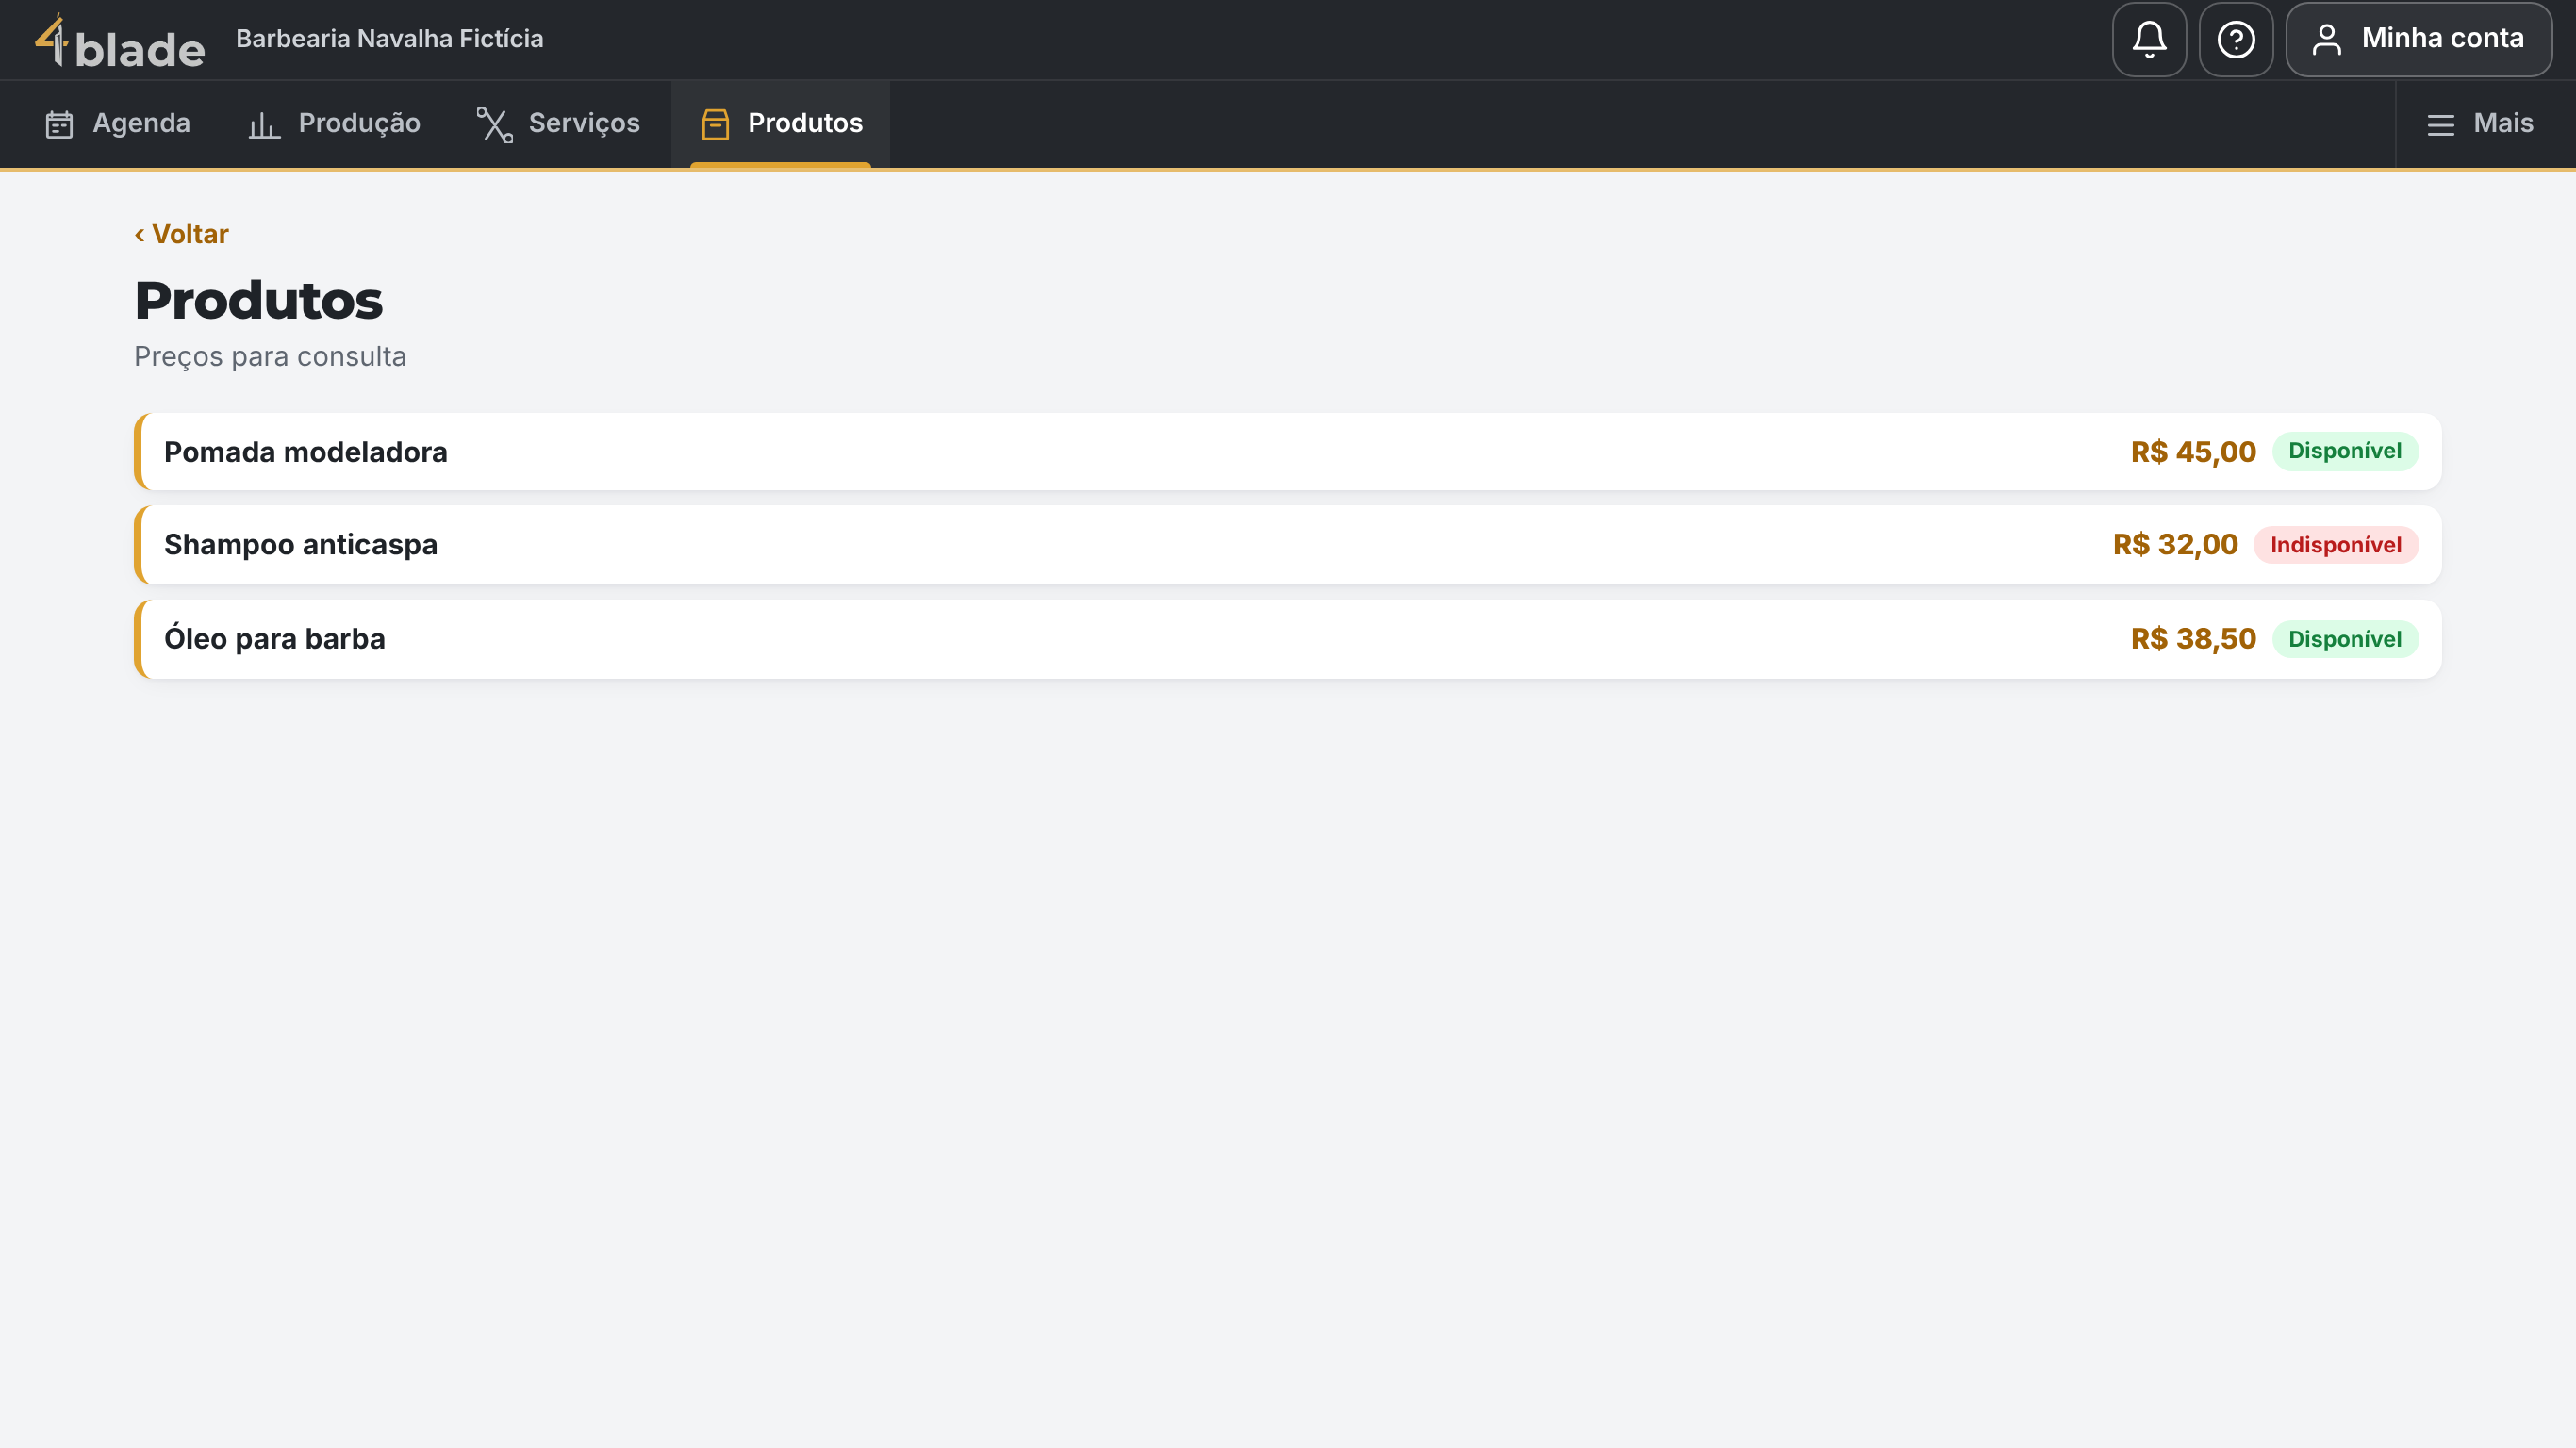 4blade
Barbearia Navalha Fictícia
Minha conta
Agenda
Produção
Serviços
Produtos
Mais
‹ Voltar
Produtos
Preços para consulta
Pomada modeladora R$ 45,00 Disponível
Shampoo anticaspa R$ 32,00 Indisponível
Óleo para barba R$ 38,50 Disponível